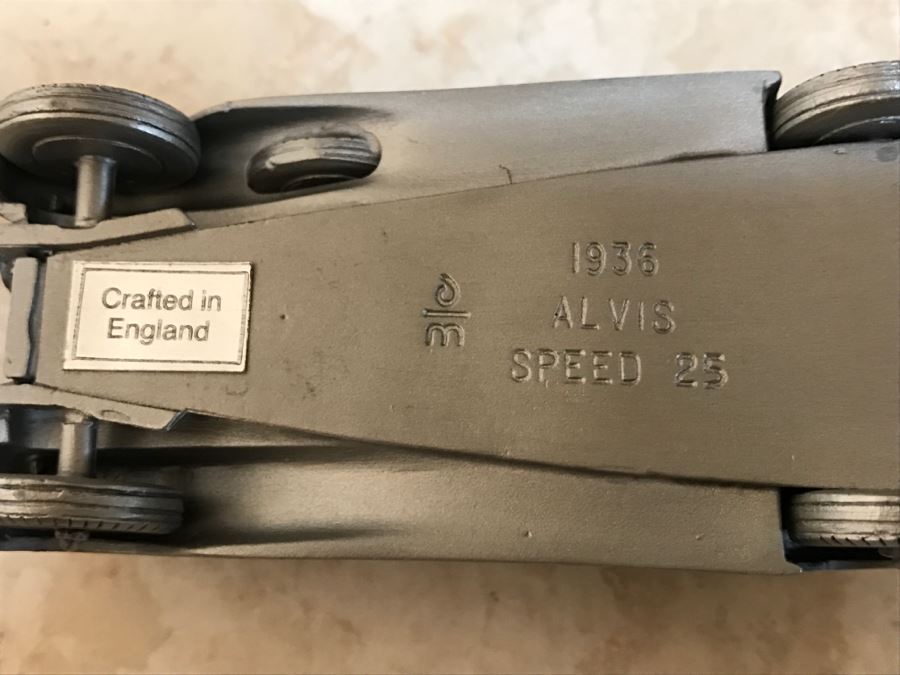 Crafted in
England
1936
ALVIS
SPEED 25